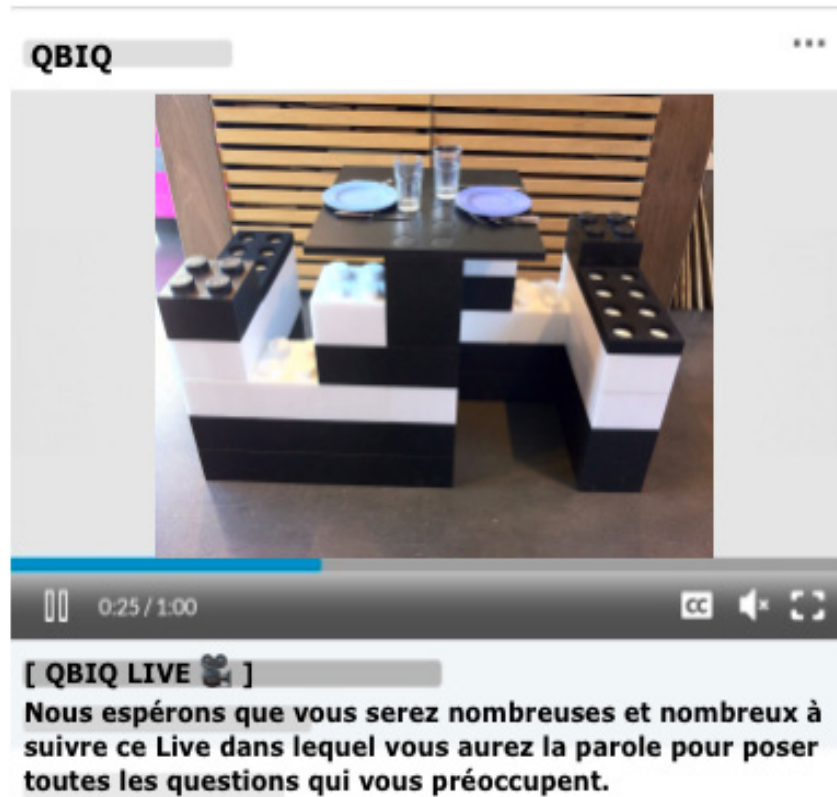 QBIQ
0:25 / 1:00
CC
[ QBIQ LIVE 🎥 ]
Nous espérons que vous serez nombreuses et nombreux à
suivre ce Live dans lequel vous aurez la parole pour poser
toutes les questions qui vous préoccupent.